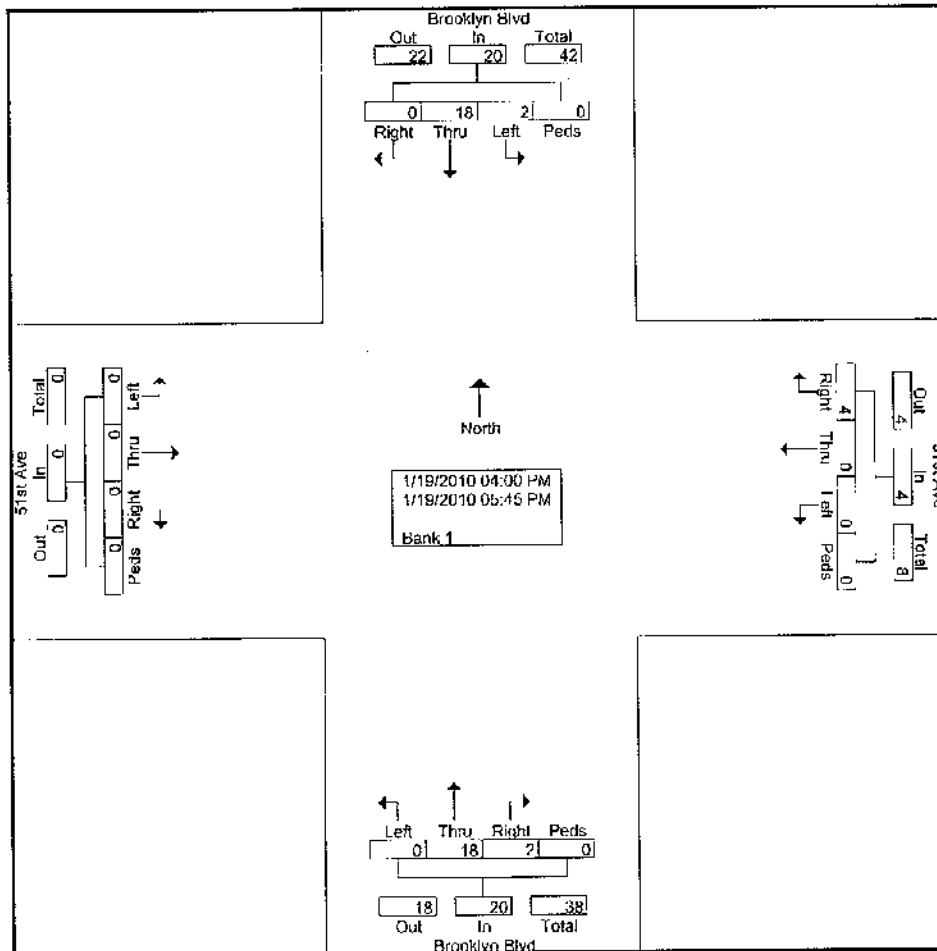 Brooklyn Blvd
Out In Total
22 20 42
0 18 2 0
Right Thru Left Peds
51st Ave
Total In Out
0 0 0
0 0 0 0
Left Thru Right Peds
North
1/19/2010 04:00 PM
1/19/2010 05:45 PM
Bank 1
Right Thru Left Peds
4 0 0 0
Out In Total
4 4 8
Left Thru Right Peds
0 18 2 0
18 20 38
Out In Total
Brooklyn Blvd